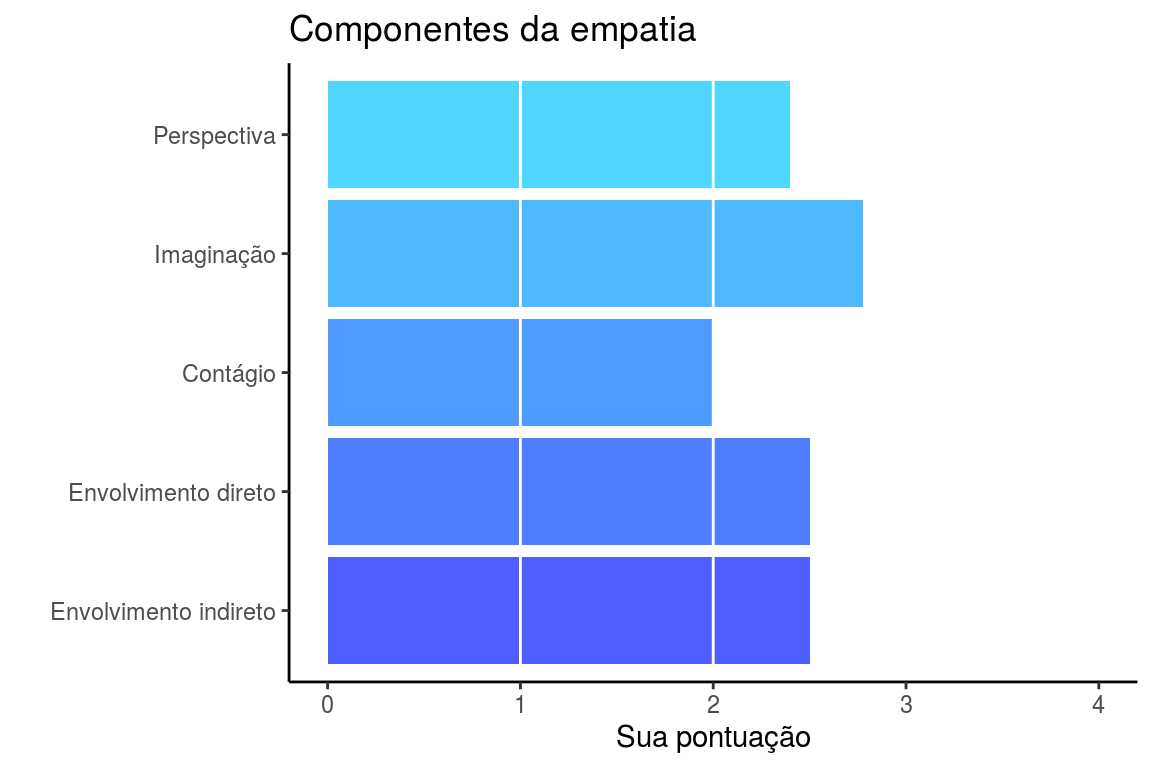 Componentes da empatia
Perspectiva
Imaginação
Contágio
Envolvimento direto
Envolvimento indireto
0 1 2 3 4
Sua pontuação